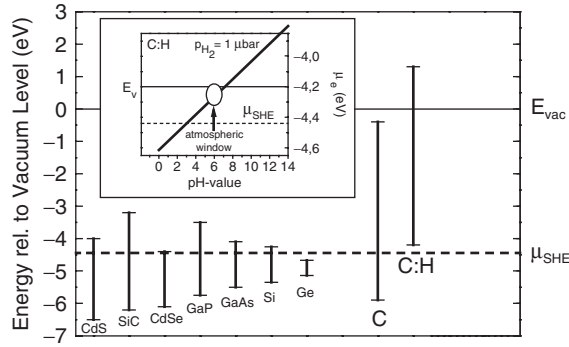 Energy rel. to Vacuum Level (eV)
3
2
1
0
−1
−2
−3
−4
−5
−6
−7
C:H
p_H₂ = 1 μbar
E_v
μ_SHE
atmospheric
window
0 2 4 6 8 10 12 14
pH-value
−4,0
−4,2
−4,4
−4,6
μ_e (eV)
E_vac
μ_SHE
CdS
SiC
CdSe
GaP
GaAs
Si
Ge
C
C:H